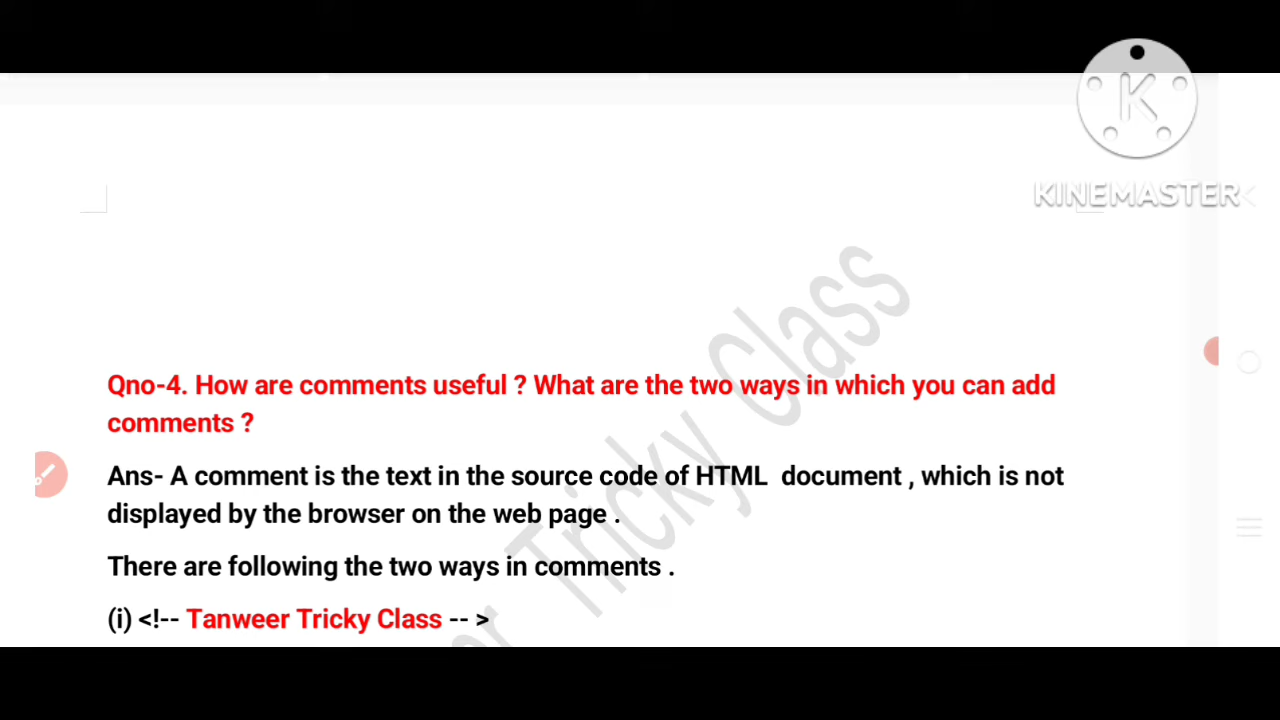 KINEMASTER
Qno-4. How are comments useful ? What are the two ways in which you can add
comments ?
Ans- A comment is the text in the source code of HTML document , which is not
displayed by the browser on the web page .
There are following the two ways in comments .
(i) <!-- Tanweer Tricky Class -- >
er Tricky Class